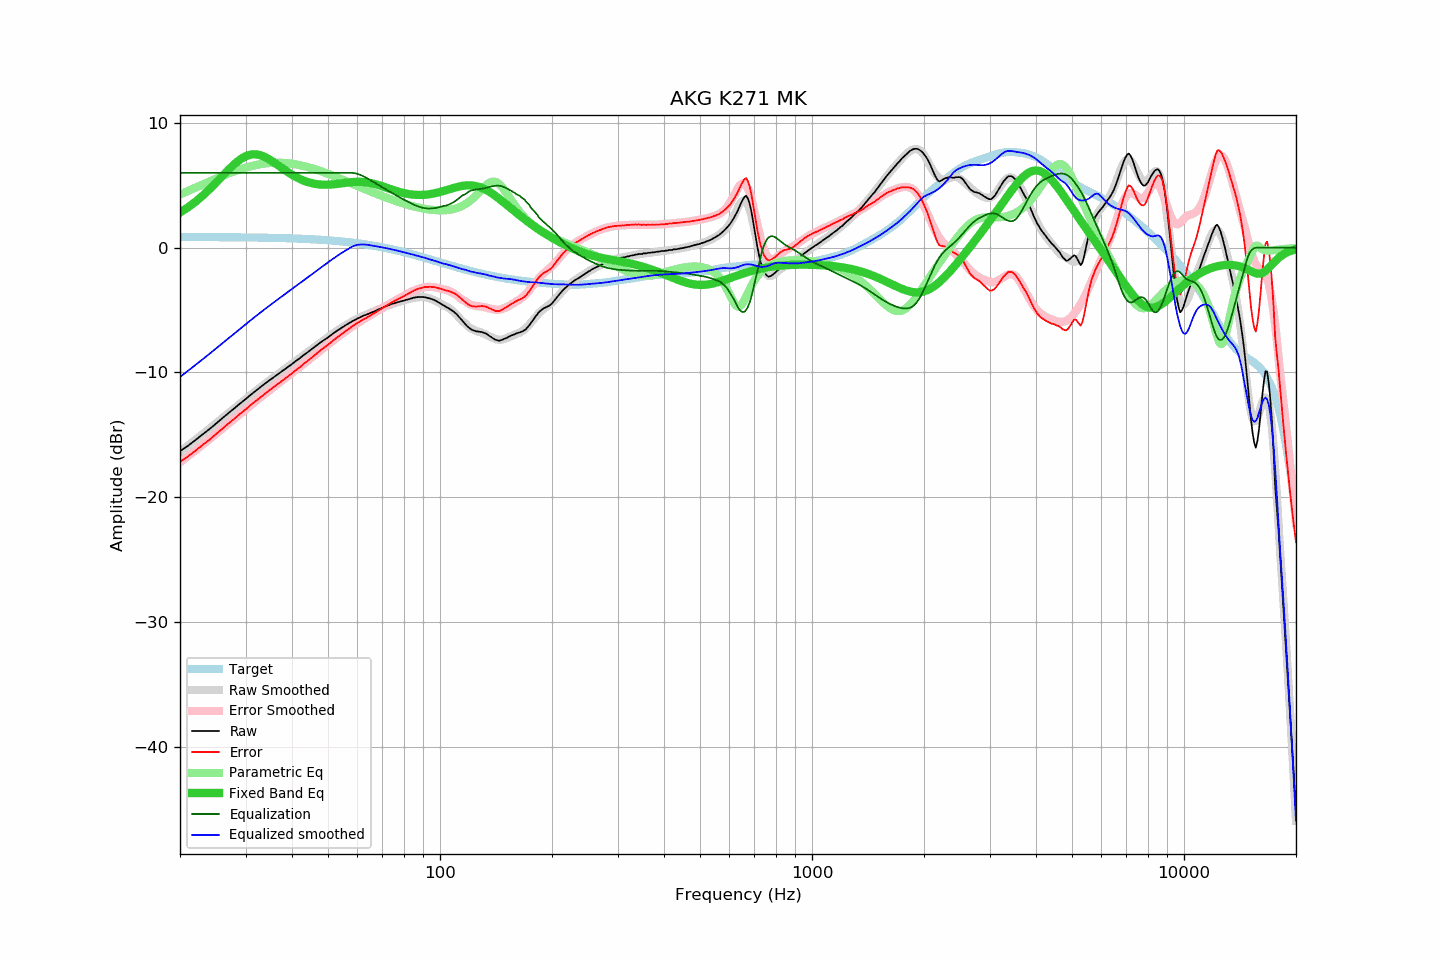 AKG K271 MK
10
0
−10
−20
−30
−40
Amplitude (dBr)
Target
Raw Smoothed
Error Smoothed
Raw
Error
Parametric Eq
Fixed Band Eq
Equalization
Equalized smoothed
100
1000
10000
Frequency (Hz)